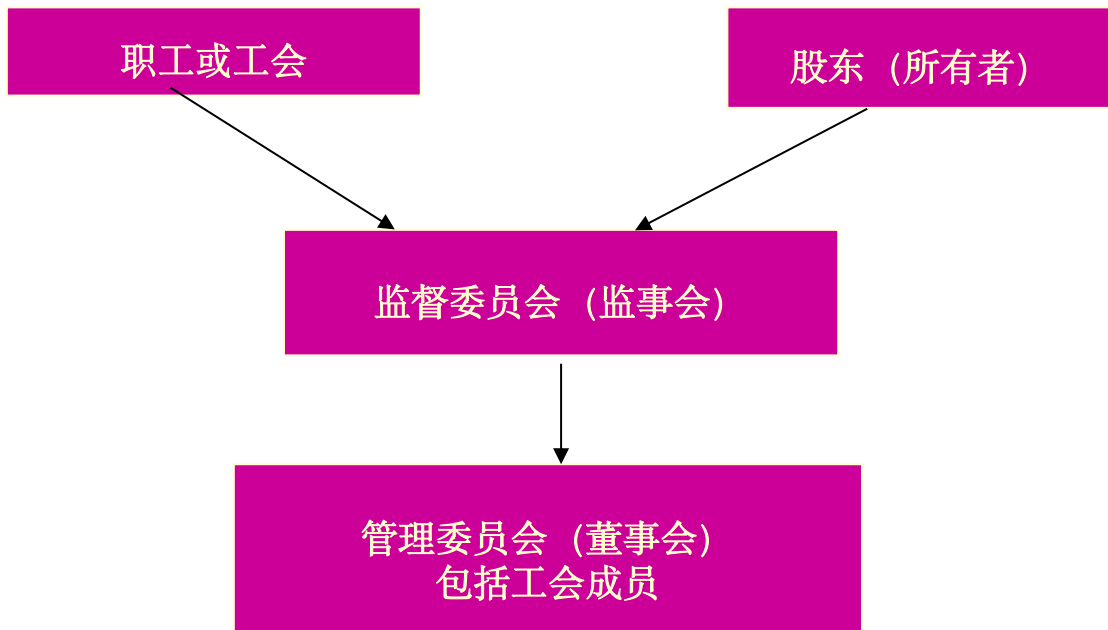 职工或工会
股东（所有者）
监督委员会（监事会）
管理委员会（董事会）
包括工会成员